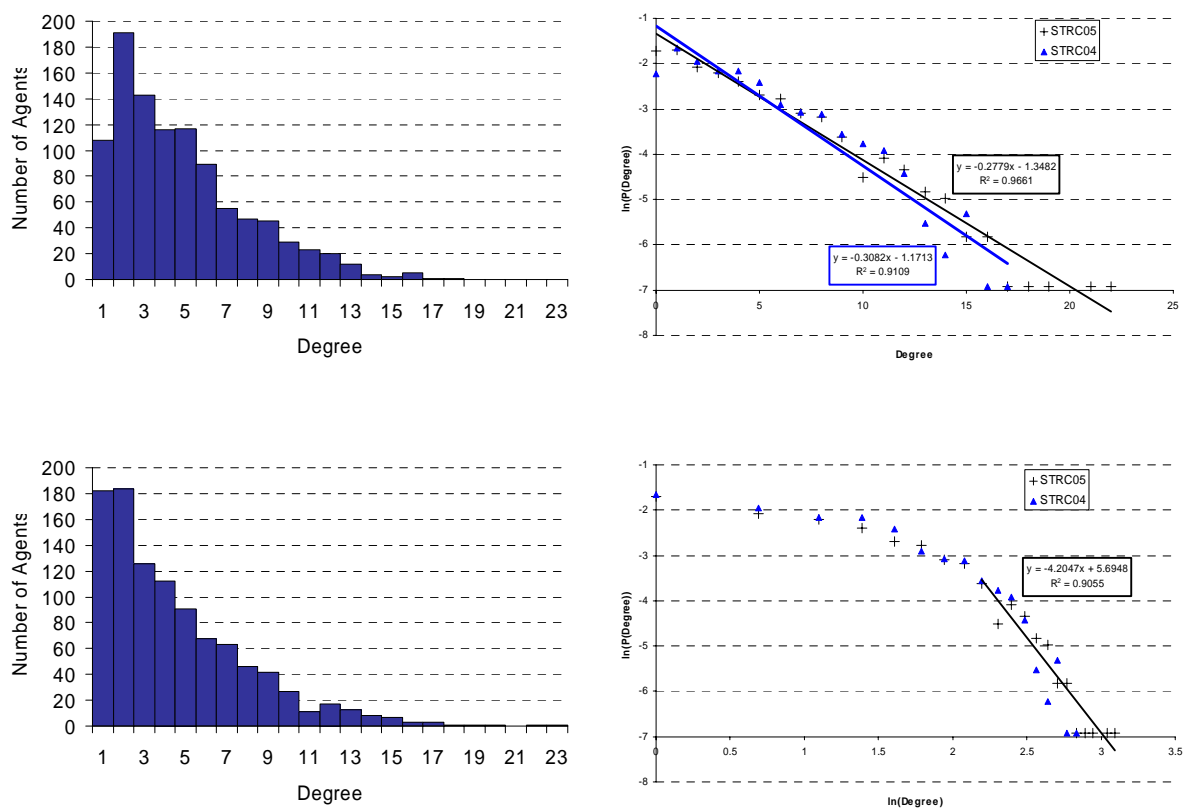 200
180
160
140
120
100
80
60
40
20
0
Number of Agents
1 3 5 7 9 11 13 15 17 19 21 23
Degree
-1
-2
-3
-4
-5
-6
-7
-8
ln(P(Degree))
STRC05
STRC04
y = -0.2779x - 1.3482
R² = 0.9661
y = -0.3082x - 1.1713
R² = 0.9109
0 5 10 15 20 25
Degree
200
180
160
140
120
100
80
60
40
20
0
Number of Agents
1 3 5 7 9 11 13 15 17 19 21 23
Degree
-1
-2
-3
-4
-5
-6
-7
-8
ln(P(Degree))
STRC05
STRC04
y = -4.2047x + 5.6948
R² = 0.9055
0 0.5 1 1.5 2 2.5 3 3.5
ln(Degree)